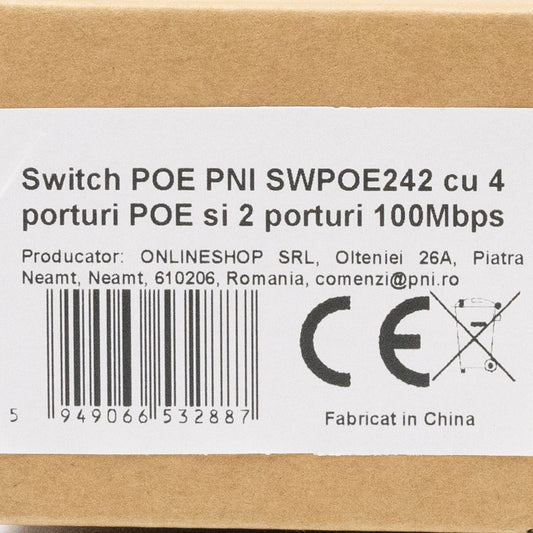 Switch POE PNI SWPOE242 cu 4
porturi POE si 2 porturi 100Mbps
Producator: ONLINESHOP SRL, Olteniei 26A, Piatra
Neamt, Neamt, 610206, Romania, comenzi@pni.ro
CE
5 949066 532887
Fabricat in China